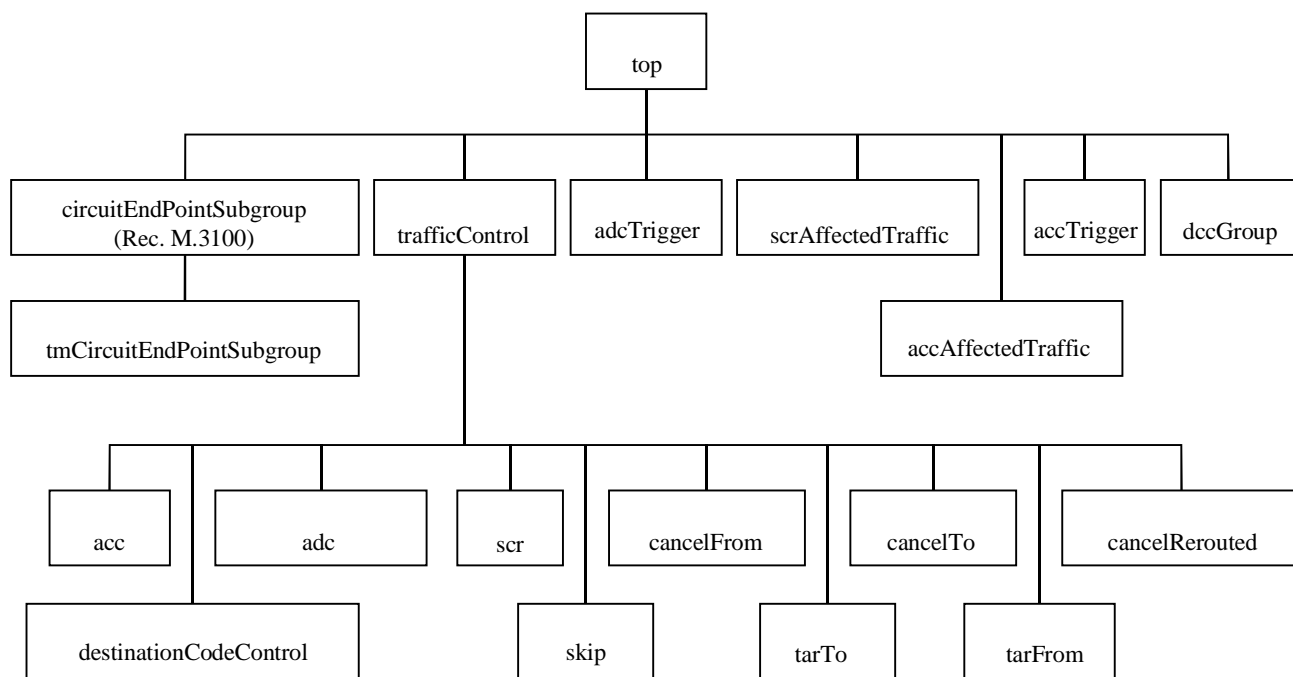 top
circuitEndPointSubgroup
(Rec. M.3100)
trafficControl
adcTrigger
scrAffectedTraffic
accTrigger
dccGroup
tmCircuitEndPointSubgroup
accAffectedTraffic
acc
adc
scr
cancelFrom
cancelTo
cancelRerouted
destinationCodeControl
skip
tarTo
tarFrom